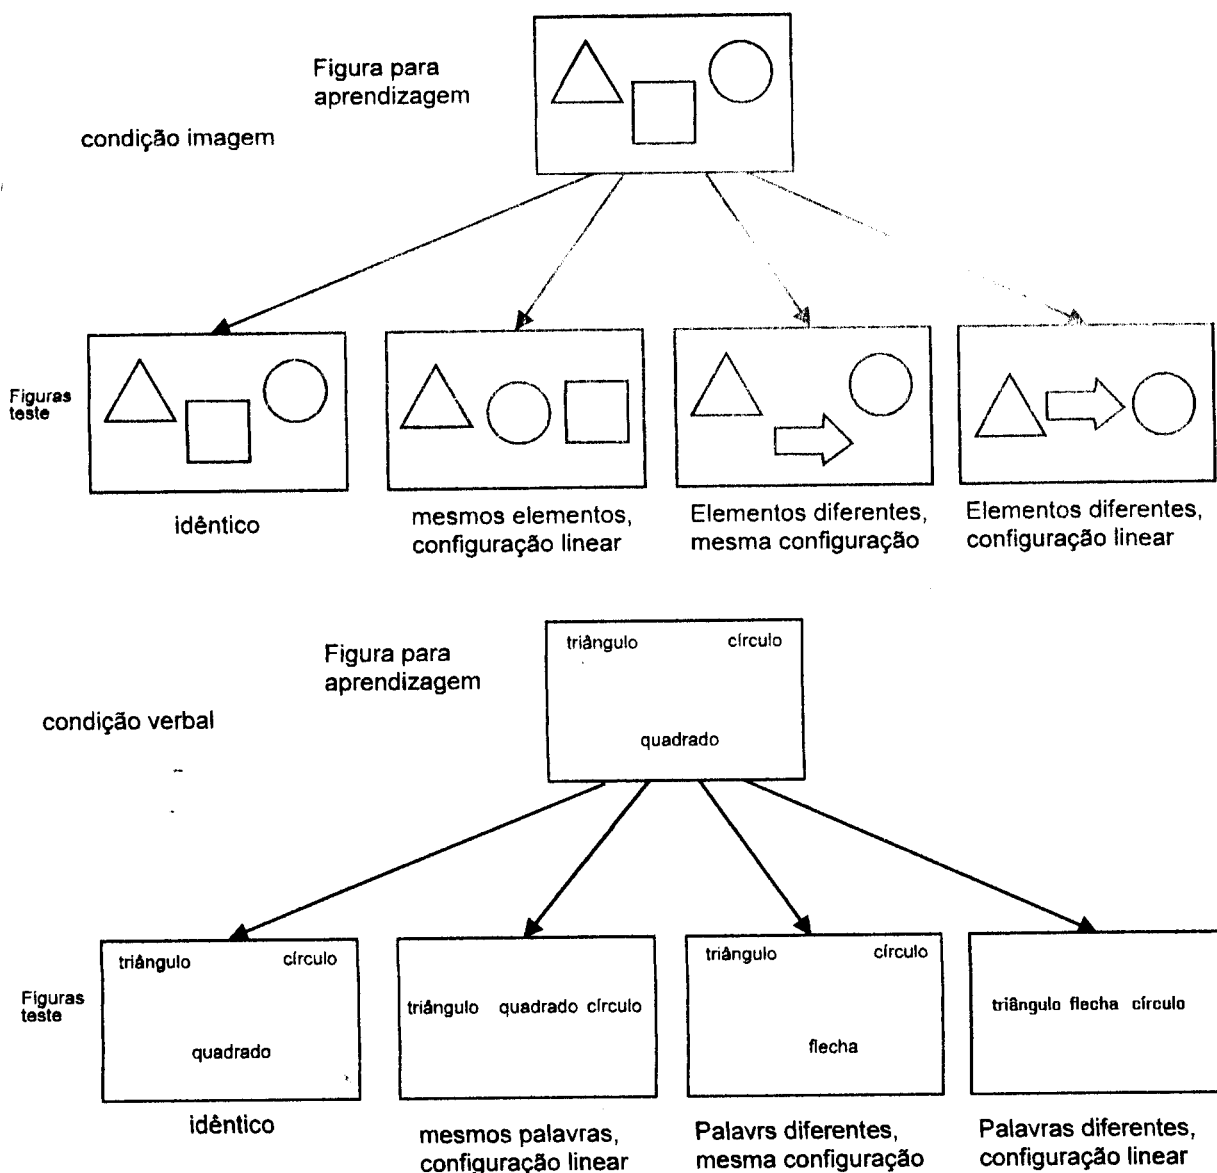 Figura para
aprendizagem
condição imagem
Figuras
teste
idêntico
mesmos elementos,
configuração linear
Elementos diferentes,
mesma configuração
Elementos diferentes,
configuração linear
Figura para
aprendizagem
triângulo círculo
quadrado
condição verbal
Figuras
teste
triângulo círculo
quadrado
triângulo quadrado círculo
triângulo círculo
flecha
triângulo flecha círculo
idêntico
mesmos palavras,
configuração linear
Palavrs diferentes,
mesma configuração
Palavras diferentes,
configuração linear